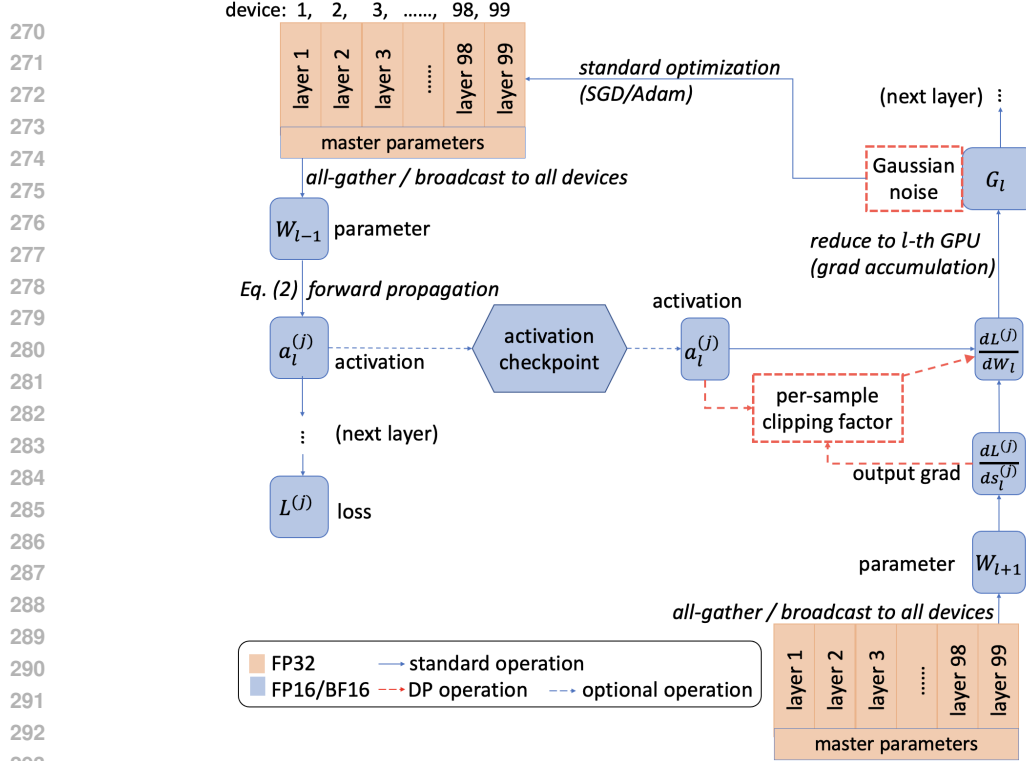 270
271
272
273
274
275
276
277
278
279
280
281
282
283
284
285
286
287
288
289
290
291
292
device: 1, 2, 3, ......, 98, 99
layer 1
layer 2
layer 3
......
layer 98
layer 99
master parameters
all-gather / broadcast to all devices
W_{l-1} parameter
Eq. (2) forward propagation
a_l^{(j)}
activation
⋮ (next layer)
L^{(j)} loss
activation
checkpoint
activation
a_l^{(j)}
per-sample
clipping factor
standard optimization
(SGD/Adam)
(next layer) ⋮
Gaussian
noise
G_l
reduce to l-th GPU
(grad accumulation)
dL^{(j)}
dW_l
dL^{(j)}
ds_l^{(j)}
output grad
parameter W_{l+1}
all-gather / broadcast to all devices
layer 1
layer 2
layer 3
......
layer 98
layer 99
master parameters
FP32 standard operation
FP16/BF16 DP operation optional operation